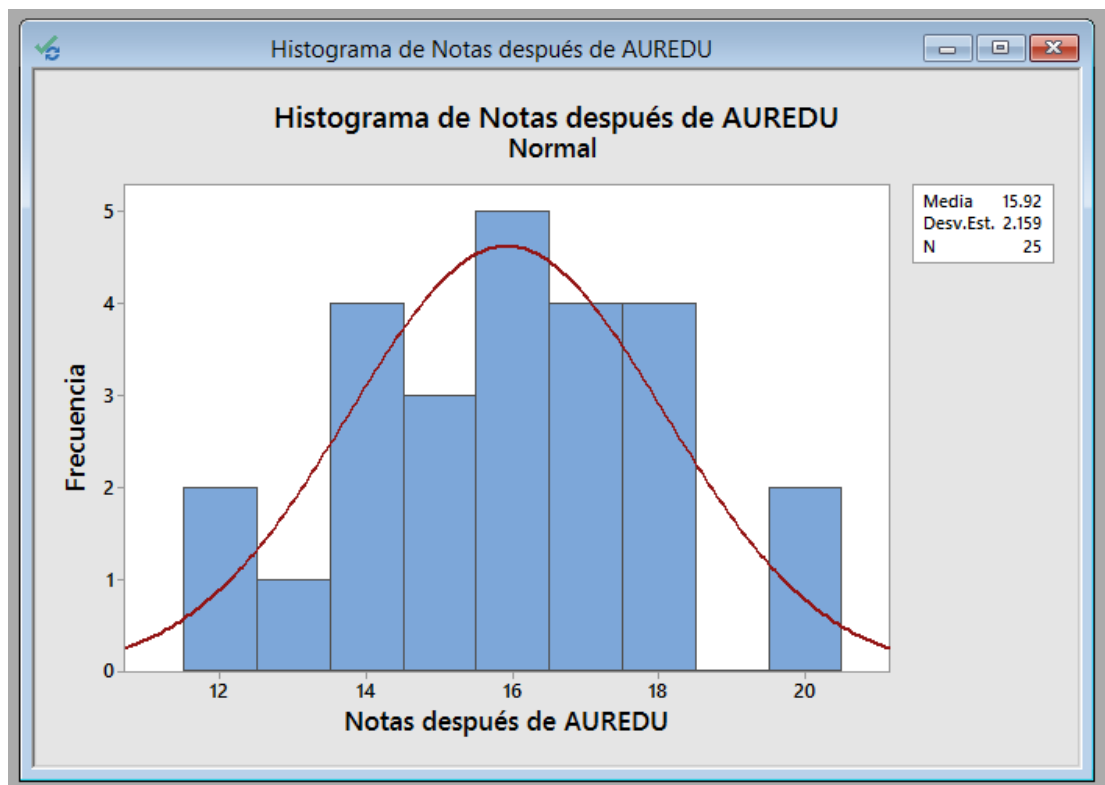 Histograma de Notas después de AUREDU
Histograma de Notas después de AUREDU
Normal
Media 15.92
Desv.Est. 2.159
N 25
Frecuencia
5
4
3
2
1
0
12 14 16 18 20
Notas después de AUREDU